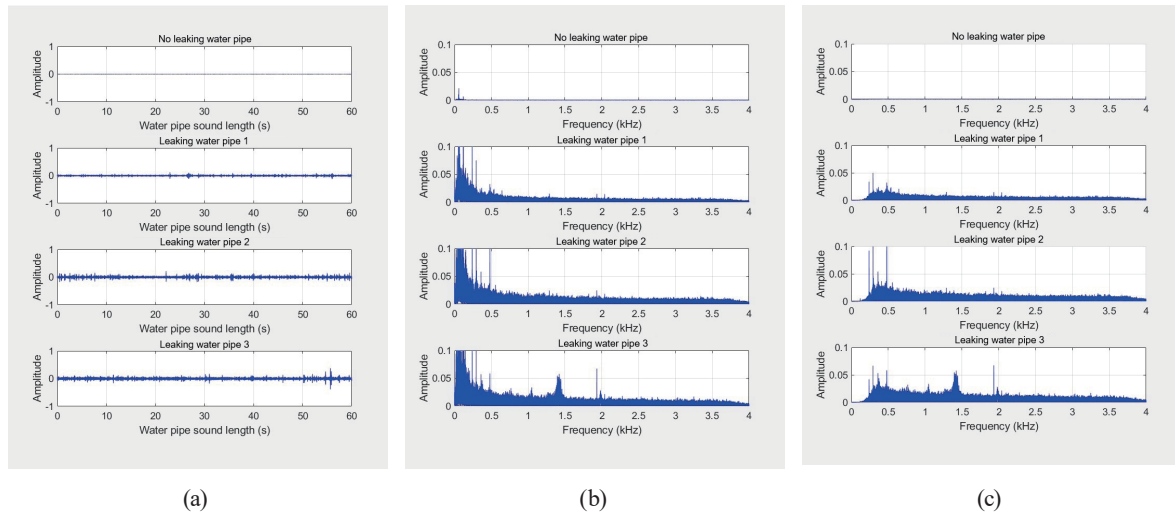 No leaking water pipe
Amplitude
1
0
-1
0 10 20 30 40 50 60
Water pipe sound length (s)
Leaking water pipe 1
Amplitude
1
0
-1
0 10 20 30 40 50 60
Water pipe sound length (s)
Leaking water pipe 2
Amplitude
1
0
-1
0 10 20 30 40 50 60
Water pipe sound length (s)
Leaking water pipe 3
Amplitude
1
0
-1
0 10 20 30 40 50 60
Water pipe sound length (s)
(a)
No leaking water pipe
Amplitude
0.1
0.05
0
0 0.5 1 1.5 2 2.5 3 3.5 4
Frequency (kHz)
Leaking water pipe 1
Amplitude
0.1
0.05
0
0 0.5 1 1.5 2 2.5 3 3.5 4
Frequency (kHz)
Leaking water pipe 2
Amplitude
0.1
0.05
0
0 0.5 1 1.5 2 2.5 3 3.5 4
Frequency (kHz)
Leaking water pipe 3
Amplitude
0.1
0.05
0
0 0.5 1 1.5 2 2.5 3 3.5 4
Frequency (kHz)
(b)
No leaking water pipe
Amplitude
0.1
0.05
0
0 0.5 1 1.5 2 2.5 3 3.5 4
Frequency (kHz)
Leaking water pipe 1
Amplitude
0.1
0.05
0
0 0.5 1 1.5 2 2.5 3 3.5 4
Frequency (kHz)
Leaking water pipe 2
Amplitude
0.1
0.05
0
0 0.5 1 1.5 2 2.5 3 3.5 4
Frequency (kHz)
Leaking water pipe 3
Amplitude
0.1
0.05
0
0 0.5 1 1.5 2 2.5 3 3.5 4
Frequency (kHz)
(c)